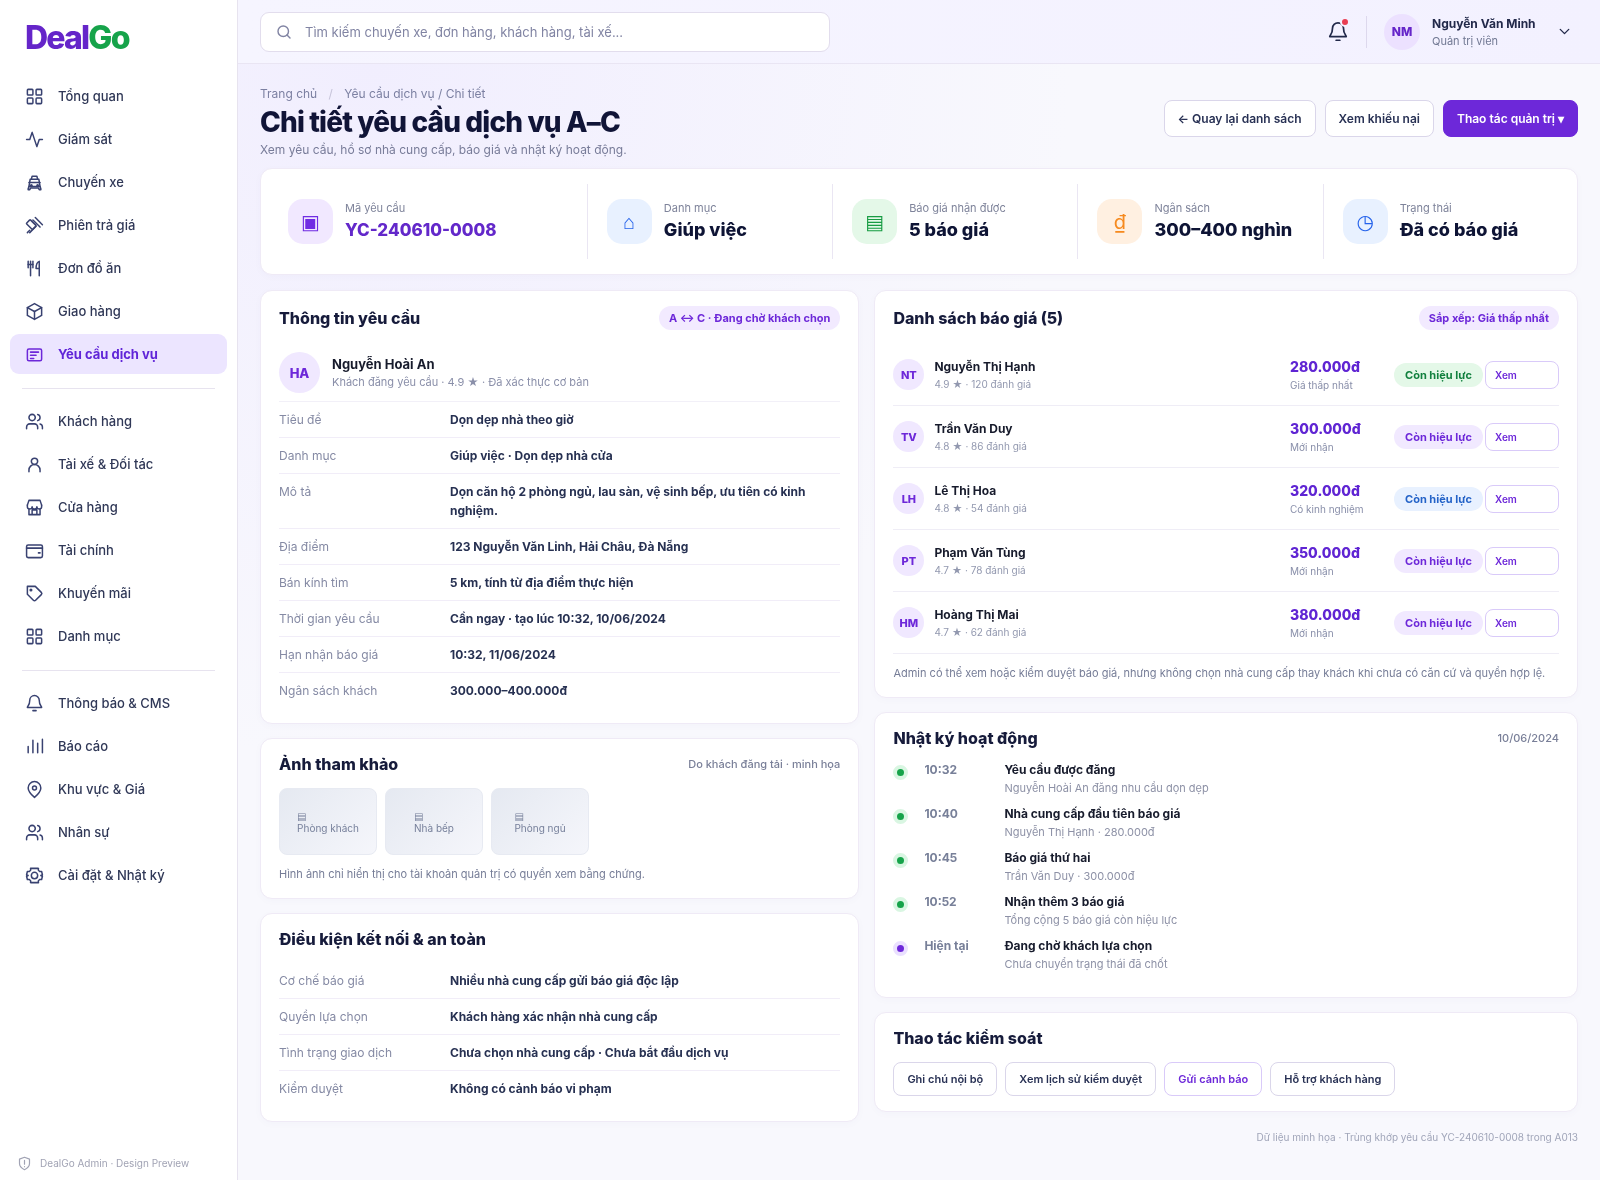 DealGo
Tổng quan
Giám sát
Chuyến xe
Phiên trả giá
Đơn đồ ăn
Giao hàng
Yêu cầu dịch vụ
Khách hàng
Tài xế & Đối tác
Cửa hàng
Tài chính
Khuyến mãi
Danh mục
Thông báo & CMS
Báo cáo
Khu vực & Giá
Nhân sự
Cài đặt & Nhật ký
DealGo Admin · Design Preview
Tìm kiếm chuyến xe, đơn hàng, khách hàng, tài xế...
NM
Nguyễn Văn Minh
Quản trị viên
Trang chủ / Yêu cầu dịch vụ / Chi tiết
Chi tiết yêu cầu dịch vụ A–C
Xem yêu cầu, hồ sơ nhà cung cấp, báo giá và nhật ký hoạt động.
← Quay lại danh sách
Xem khiếu nại
Thao tác quản trị ▾
Mã yêu cầu
YC-240610-0008
Danh mục
Giúp việc
Báo giá nhận được
5 báo giá
₫
Ngân sách
300–400 nghìn
Trạng thái
Đã có báo giá
Thông tin yêu cầu
A ↔ C · Đang chờ khách chọn
HA
Nguyễn Hoài An
Khách đăng yêu cầu · 4.9 ★ · Đã xác thực cơ bản
Tiêu đề
Dọn dẹp nhà theo giờ
Danh mục
Giúp việc · Dọn dẹp nhà cửa
Mô tả
Dọn căn hộ 2 phòng ngủ, lau sàn, vệ sinh bếp, ưu tiên có kinh
nghiệm.
Địa điểm
123 Nguyễn Văn Linh, Hải Châu, Đà Nẵng
Bán kính tìm
5 km, tính từ địa điểm thực hiện
Thời gian yêu cầu
Cần ngay · tạo lúc 10:32, 10/06/2024
Hạn nhận báo giá
10:32, 11/06/2024
Ngân sách khách
300.000–400.000đ
Ảnh tham khảo
Do khách đăng tải · minh họa
Phòng khách
Nhà bếp
Phòng ngủ
Hình ảnh chỉ hiển thị cho tài khoản quản trị có quyền xem bằng chứng.
Điều kiện kết nối & an toàn
Cơ chế báo giá
Nhiều nhà cung cấp gửi báo giá độc lập
Quyền lựa chọn
Khách hàng xác nhận nhà cung cấp
Tình trạng giao dịch
Chưa chọn nhà cung cấp · Chưa bắt đầu dịch vụ
Kiểm duyệt
Không có cảnh báo vi phạm
Danh sách báo giá (5)
Sắp xếp: Giá thấp nhất
NT
Nguyễn Thị Hạnh
4.9 ★ · 120 đánh giá
280.000đ
Giá thấp nhất
Còn hiệu lực
Xem
TV
Trần Văn Duy
4.8 ★ · 86 đánh giá
300.000đ
Mới nhận
Còn hiệu lực
Xem
LH
Lê Thị Hoa
4.8 ★ · 54 đánh giá
320.000đ
Có kinh nghiệm
Còn hiệu lực
Xem
PT
Phạm Văn Tùng
4.7 ★ · 78 đánh giá
350.000đ
Mới nhận
Còn hiệu lực
Xem
HM
Hoàng Thị Mai
4.7 ★ · 62 đánh giá
380.000đ
Mới nhận
Còn hiệu lực
Xem
Admin có thể xem hoặc kiểm duyệt báo giá, nhưng không chọn nhà cung cấp thay khách khi chưa có căn cứ và quyền hợp lệ.
Nhật ký hoạt động
10/06/2024
10:32
Yêu cầu được đăng
Nguyễn Hoài An đăng nhu cầu dọn dẹp
10:40
Nhà cung cấp đầu tiên báo giá
Nguyễn Thị Hạnh · 280.000đ
10:45
Báo giá thứ hai
Trần Văn Duy · 300.000đ
10:52
Nhận thêm 3 báo giá
Tổng cộng 5 báo giá còn hiệu lực
Hiện tại
Đang chờ khách lựa chọn
Chưa chuyển trạng thái đã chốt
Thao tác kiểm soát
Ghi chú nội bộ
Xem lịch sử kiểm duyệt
Gửi cảnh báo
Hỗ trợ khách hàng
Dữ liệu minh họa · Trùng khớp yêu cầu YC-240610-0008 trong A013